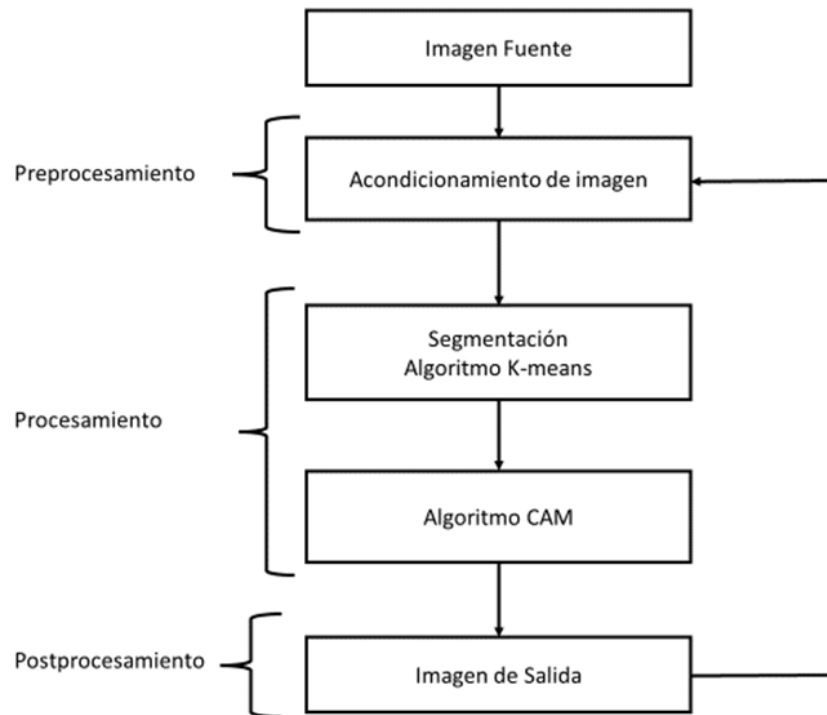 Imagen Fuente
Preprocesamiento
Acondicionamiento de imagen
Segmentación
Algoritmo K-means
Procesamiento
Algoritmo CAM
Postprocesamiento
Imagen de Salida